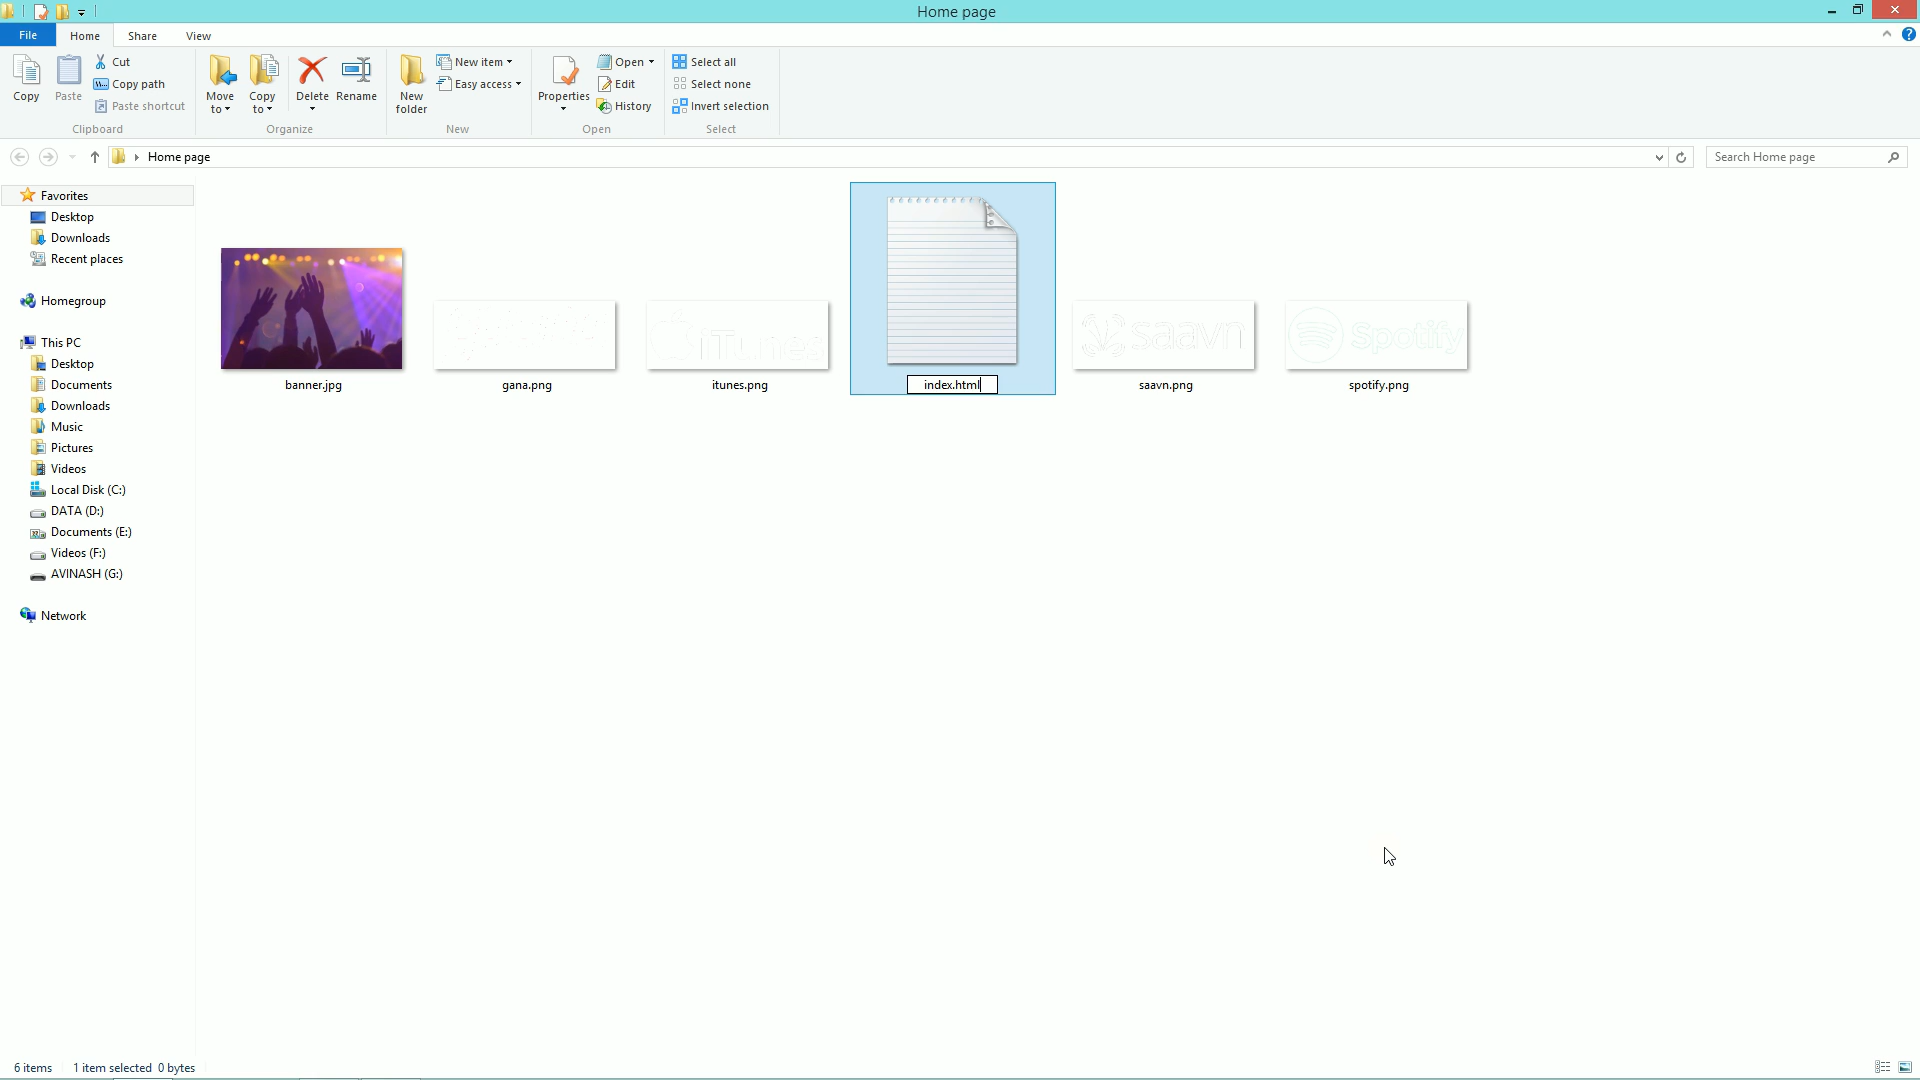 Home page
File Home Share View
Copy
Paste
Cut
Copy path
Paste shortcut
Clipboard
Move to
Copy to
Delete
Rename
Organize
New folder
New item
Easy access
New
Properties
Open
Edit
History
Open
Select all
Select none
Invert selection
Select
Home page
Search Home page
Favorites
Desktop
Downloads
Recent places
Homegroup
This PC
Desktop
Documents
Downloads
Music
Pictures
Videos
Local Disk (C:)
DATA (D:)
Documents (E:)
Videos (F:)
AVINASH (G:)
Network
iTunes
saavn
Spotify
banner.jpg
gana.png
itunes.png
index.html
saavn.png
spotify.png
6 items 1 item selected 0 bytes